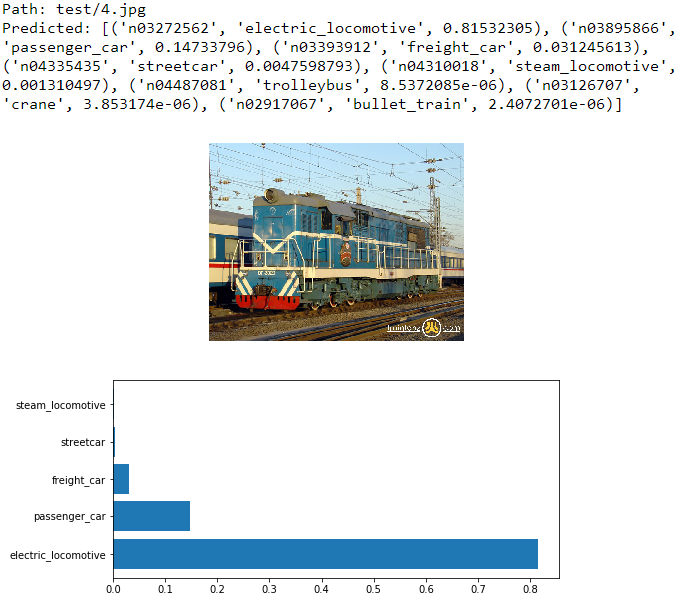 Path: test/4.jpg
Predicted: [('n03272562', 'electric_locomotive', 0.81532305), ('n03895866',
'passenger_car', 0.14733796), ('n03393912', 'freight_car', 0.031245613),
('n04335435', 'streetcar', 0.0047598793), ('n04310018', 'steam_locomotive',
0.001310497), ('n04487081', 'trolleybus', 8.5372085e-06), ('n03126707',
'crane', 3.853174e-06), ('n02917067', 'bullet_train', 2.4072701e-06)]
steam_locomotive
streetcar
freight_car
passenger_car
electric_locomotive
0.0 0.1 0.2 0.3 0.4 0.5 0.6 0.7 0.8